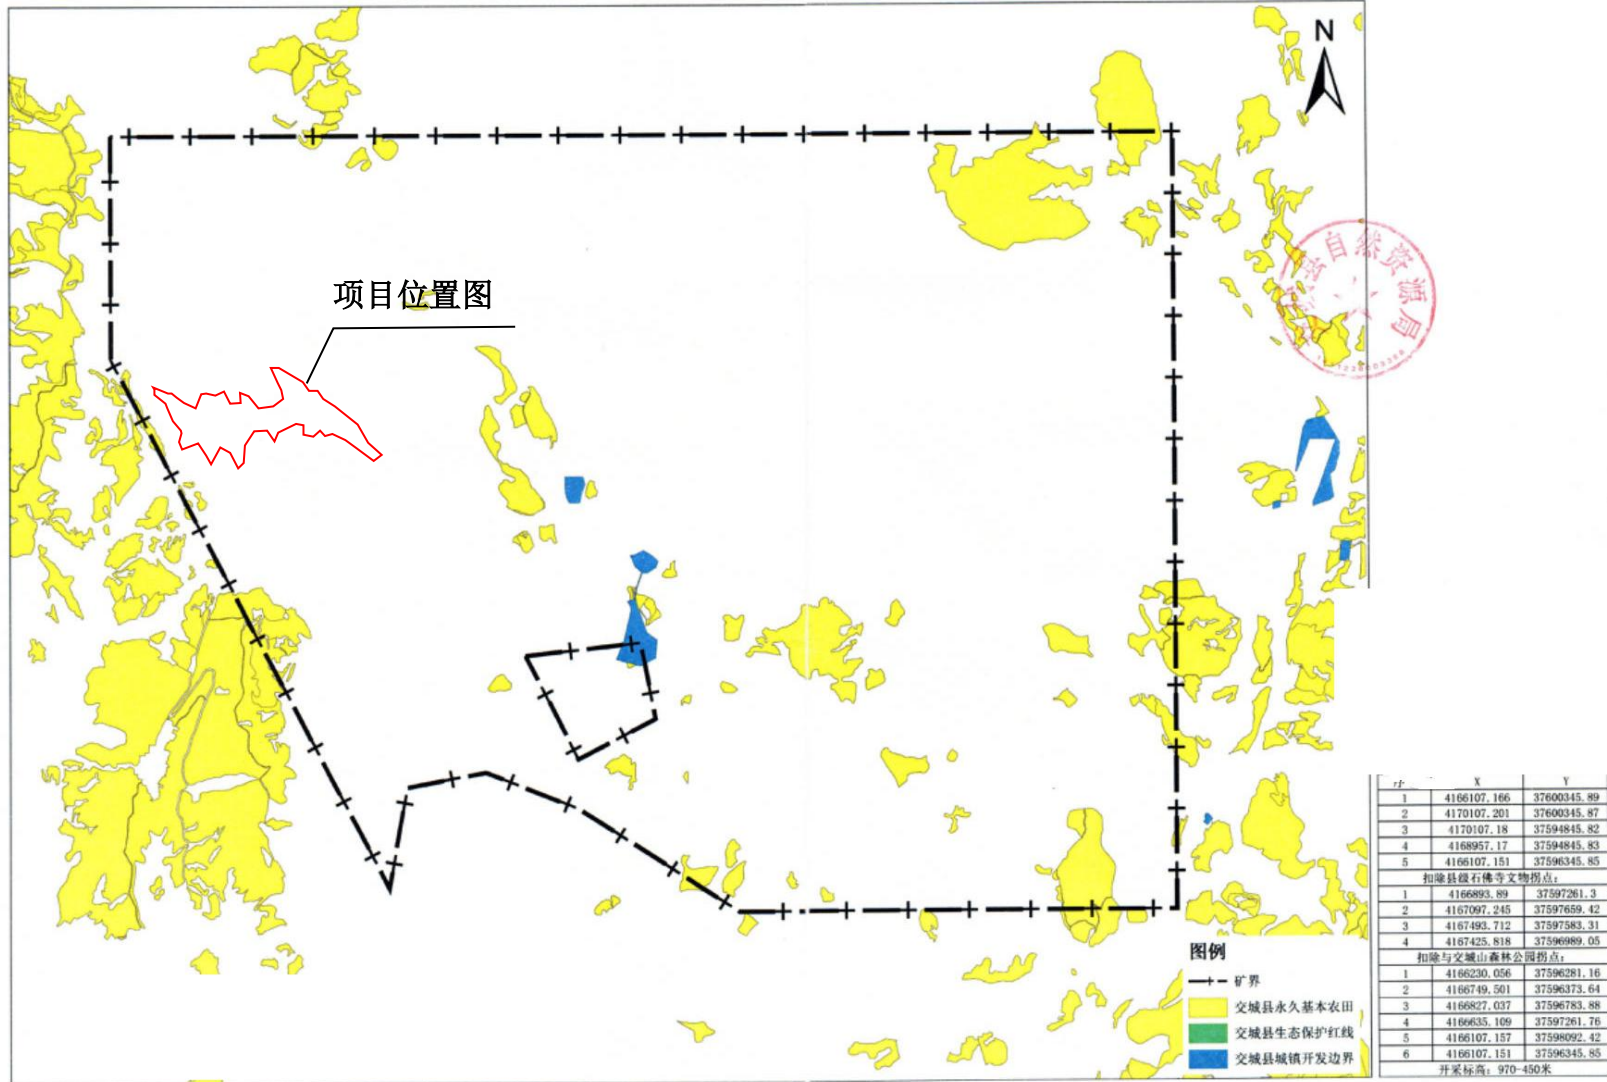 N
项目位置图
自然资源局
图例
矿界
交城县永久基本农田
交城县生态保护红线
交城县城镇开发边界
X Y
1 4166107.166 37600345.89
2 4170107.201 37600345.87
3 4170107.18 37594845.82
4 4168957.17 37594845.83
5 4166107.151 37596345.85
扣除县级石佛寺文物拐点:
1 4166893.89 37597261.3
2 4167097.245 37597659.42
3 4167493.712 37597583.31
4 4167425.818 37596989.05
扣除与交城山森林公园拐点:
1 4166230.056 37596281.16
2 4166749.501 37596373.64
3 4166827.037 37596783.88
4 4166635.109 37597261.76
5 4166107.157 37598092.42
6 4166107.151 37596345.85
开采标高: 970-450米